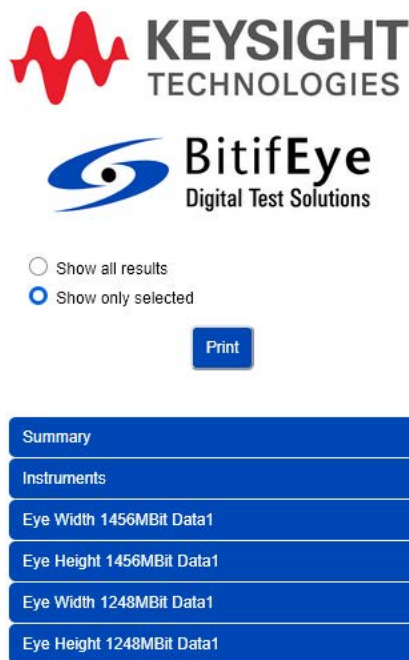 KEYSIGHT
TECHNOLOGIES
BitifEye
Digital Test Solutions
Show all results
Show only selected
Print
Summary
Instruments
Eye Width 1456MBit Data1
Eye Height 1456MBit Data1
Eye Width 1248MBit Data1
Eye Height 1248MBit Data1